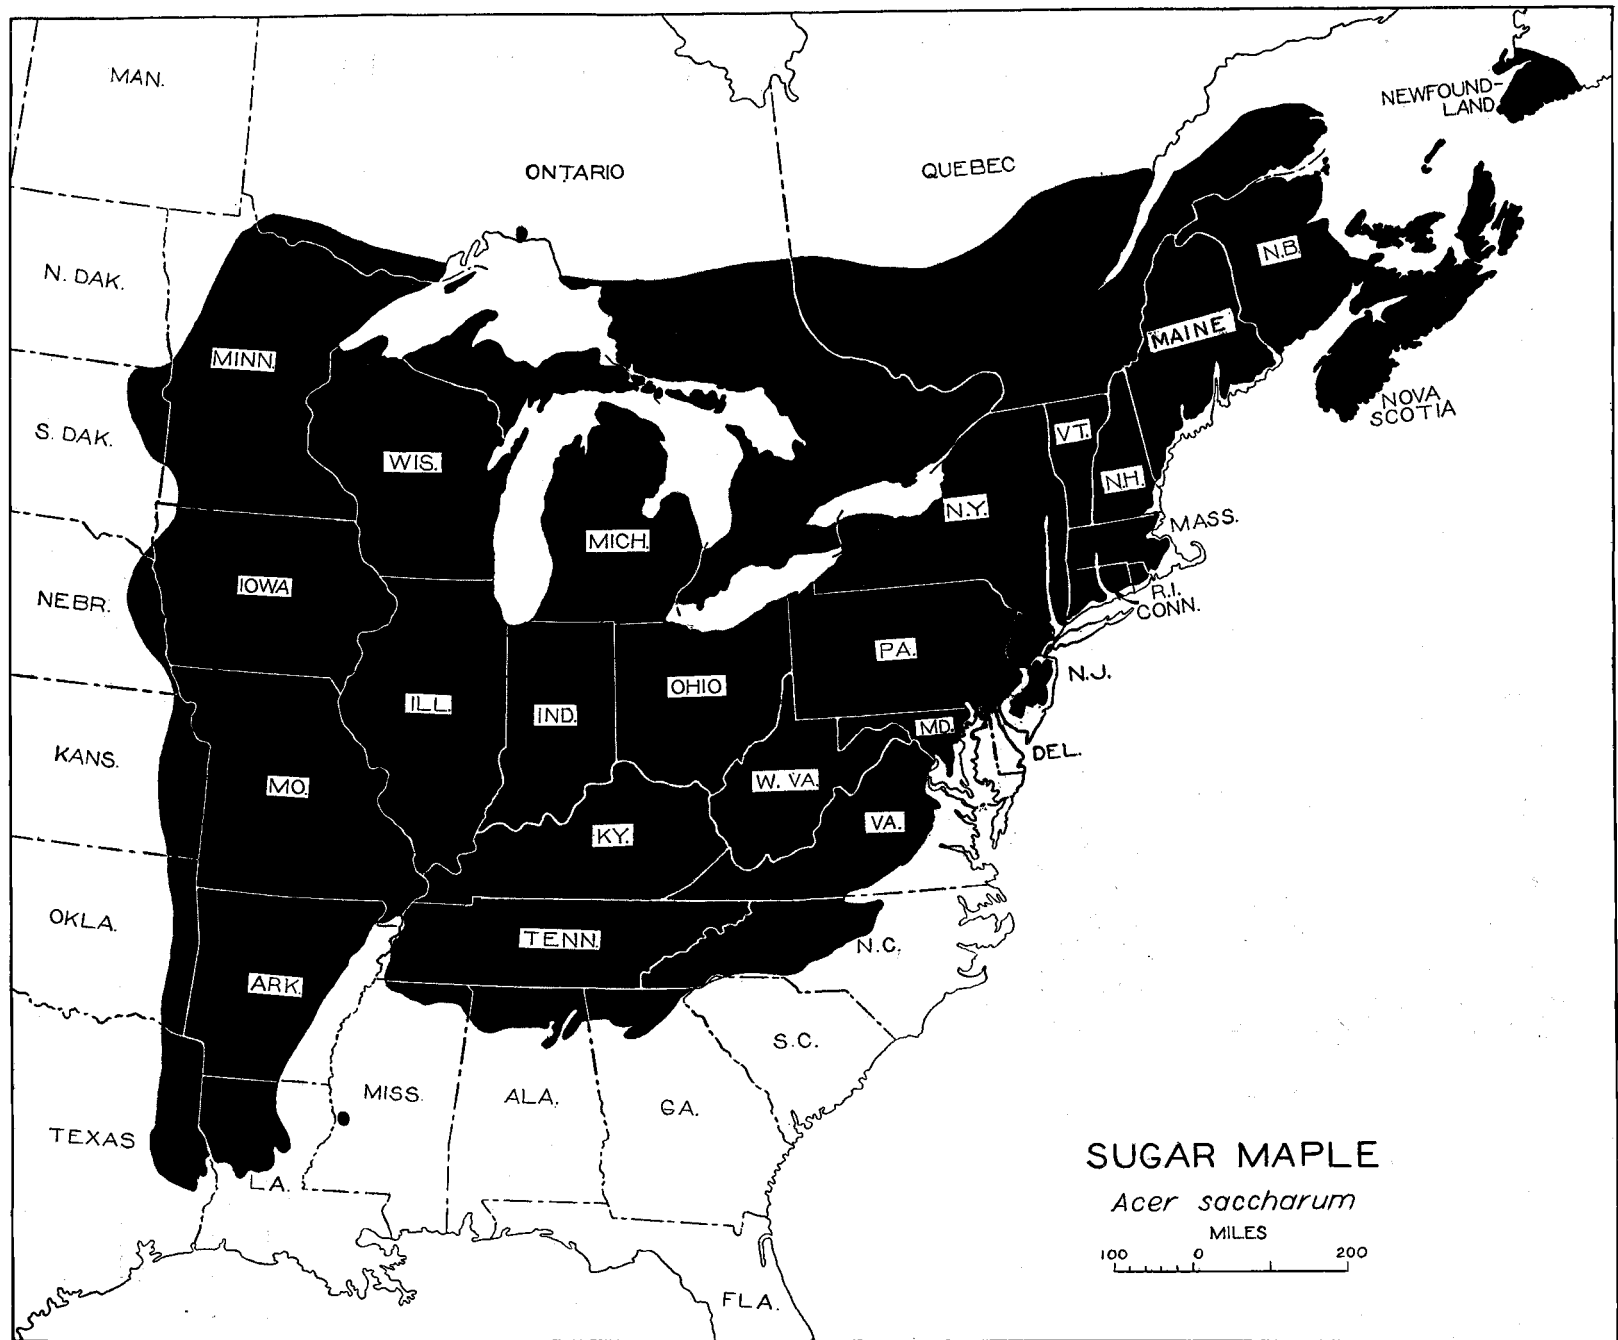 MAN.
ONTARIO
QUEBEC
NEWFOUND-
LAND
N. DAK.
N.B.
MINN.
MAINE
S. DAK.
NOVA
SCOTIA
WIS.
VT.
N.H.
N.Y.
MASS.
MICH.
IOWA
NEBR.
R.I.
CONN.
PA.
N.J.
OHIO
ILL.
IND.
MD.
DEL.
KANS.
MO.
W. VA.
VA.
KY.
OKLA.
TENN.
N.C.
ARK.
S.C.
MISS.
ALA.
GA.
TEXAS
LA.
FLA.
SUGAR MAPLE
Acer saccharum
MILES
100 0 200